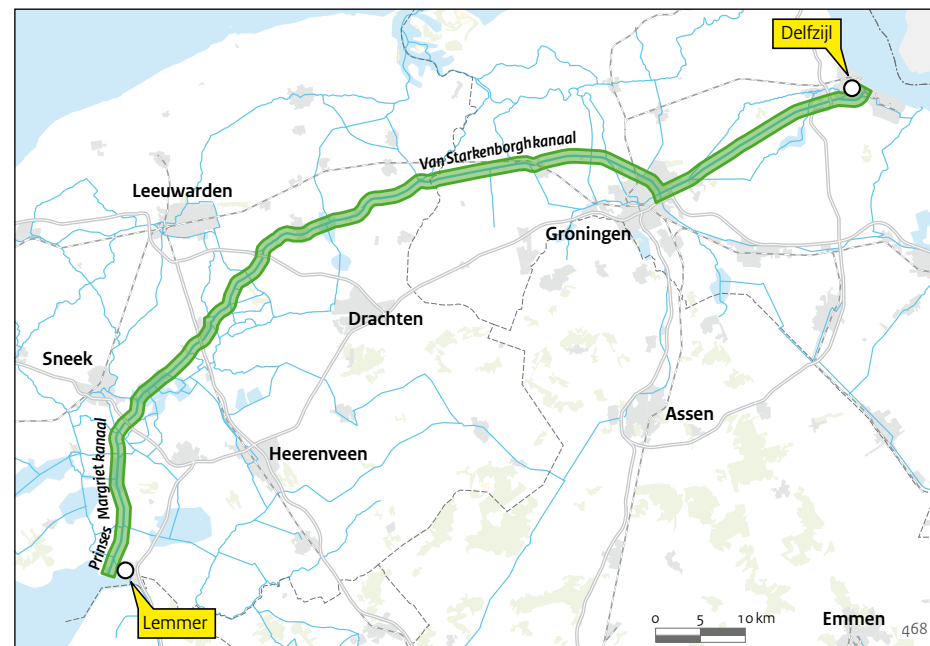 Delfzijl
Van Starkenborghkanaal
Leeuwarden
Groningen
Drachten
Sneek
Assen
Prinses Margriet kanaal
Heerenveen
Lemmer
0 5 10 km
Emmen
468